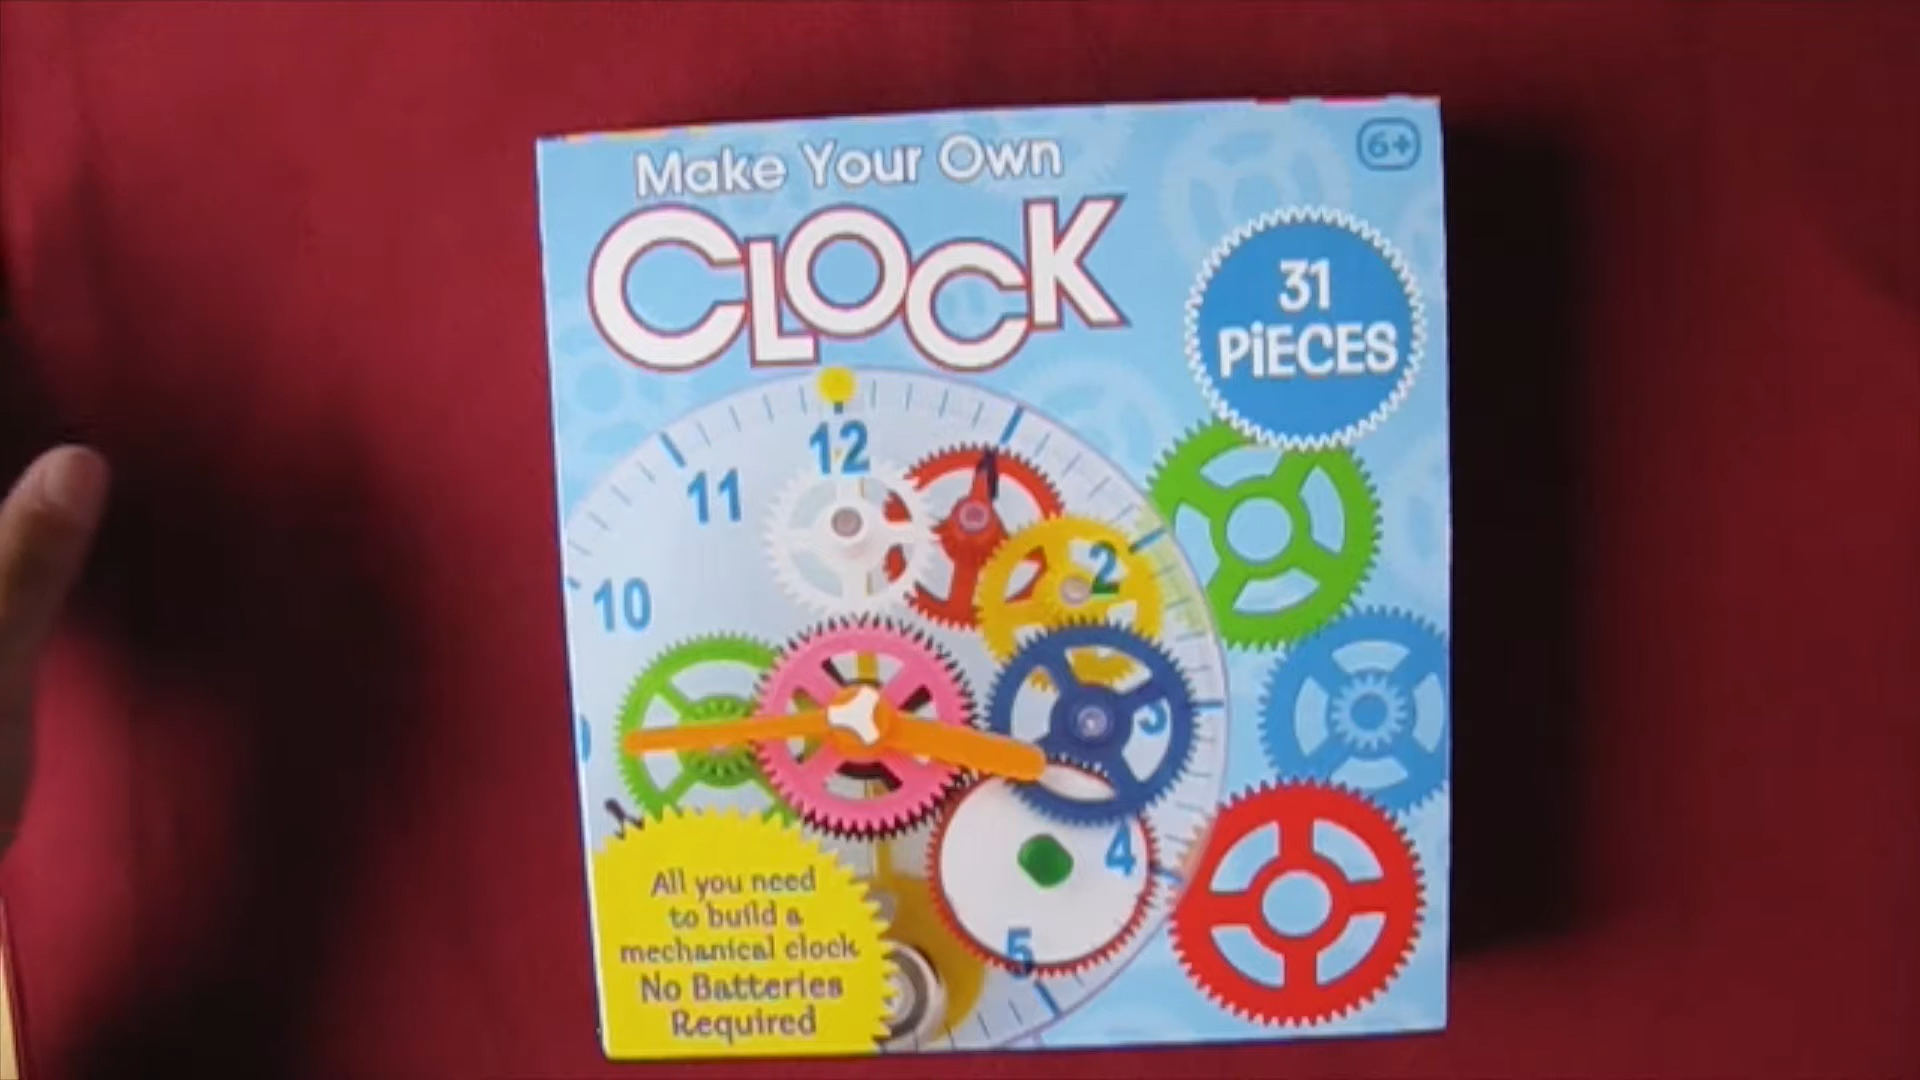 Make Your Own
6+
CLOCK
31
PiECES
12
11
1
2
10
3
4
5
All you need
to build a
mechanical clock
No Batteries
Required